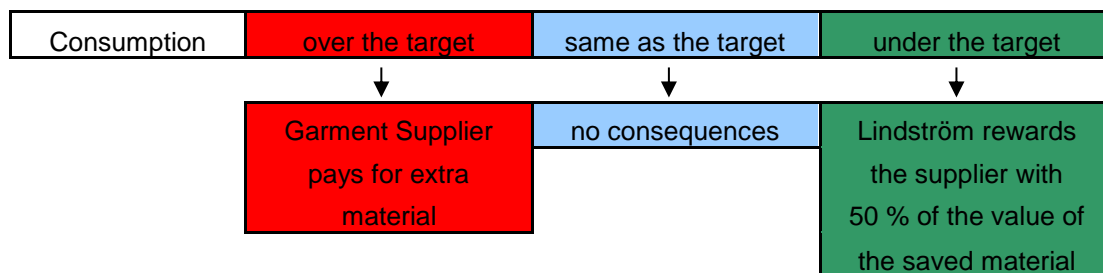 Consumption over the target same as the target under the target
Garment Supplier
pays for extra
material
no consequences
Lindström rewards
the supplier with
50 % of the value of
the saved material